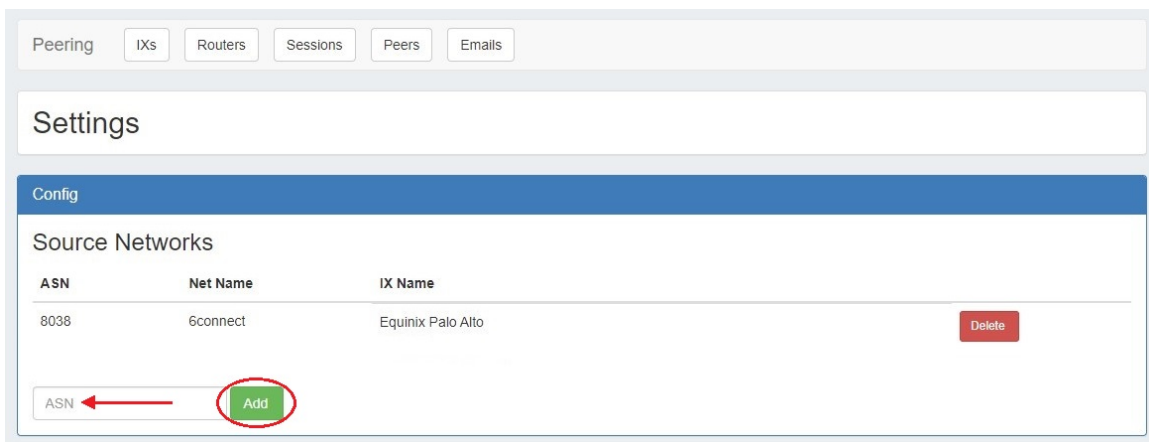 Peering IXs Routers Sessions Peers Emails
Settings
Config
Source Networks
ASN Net Name IX Name
8038 6connect Equinix Palo Alto Delete
ASN Add